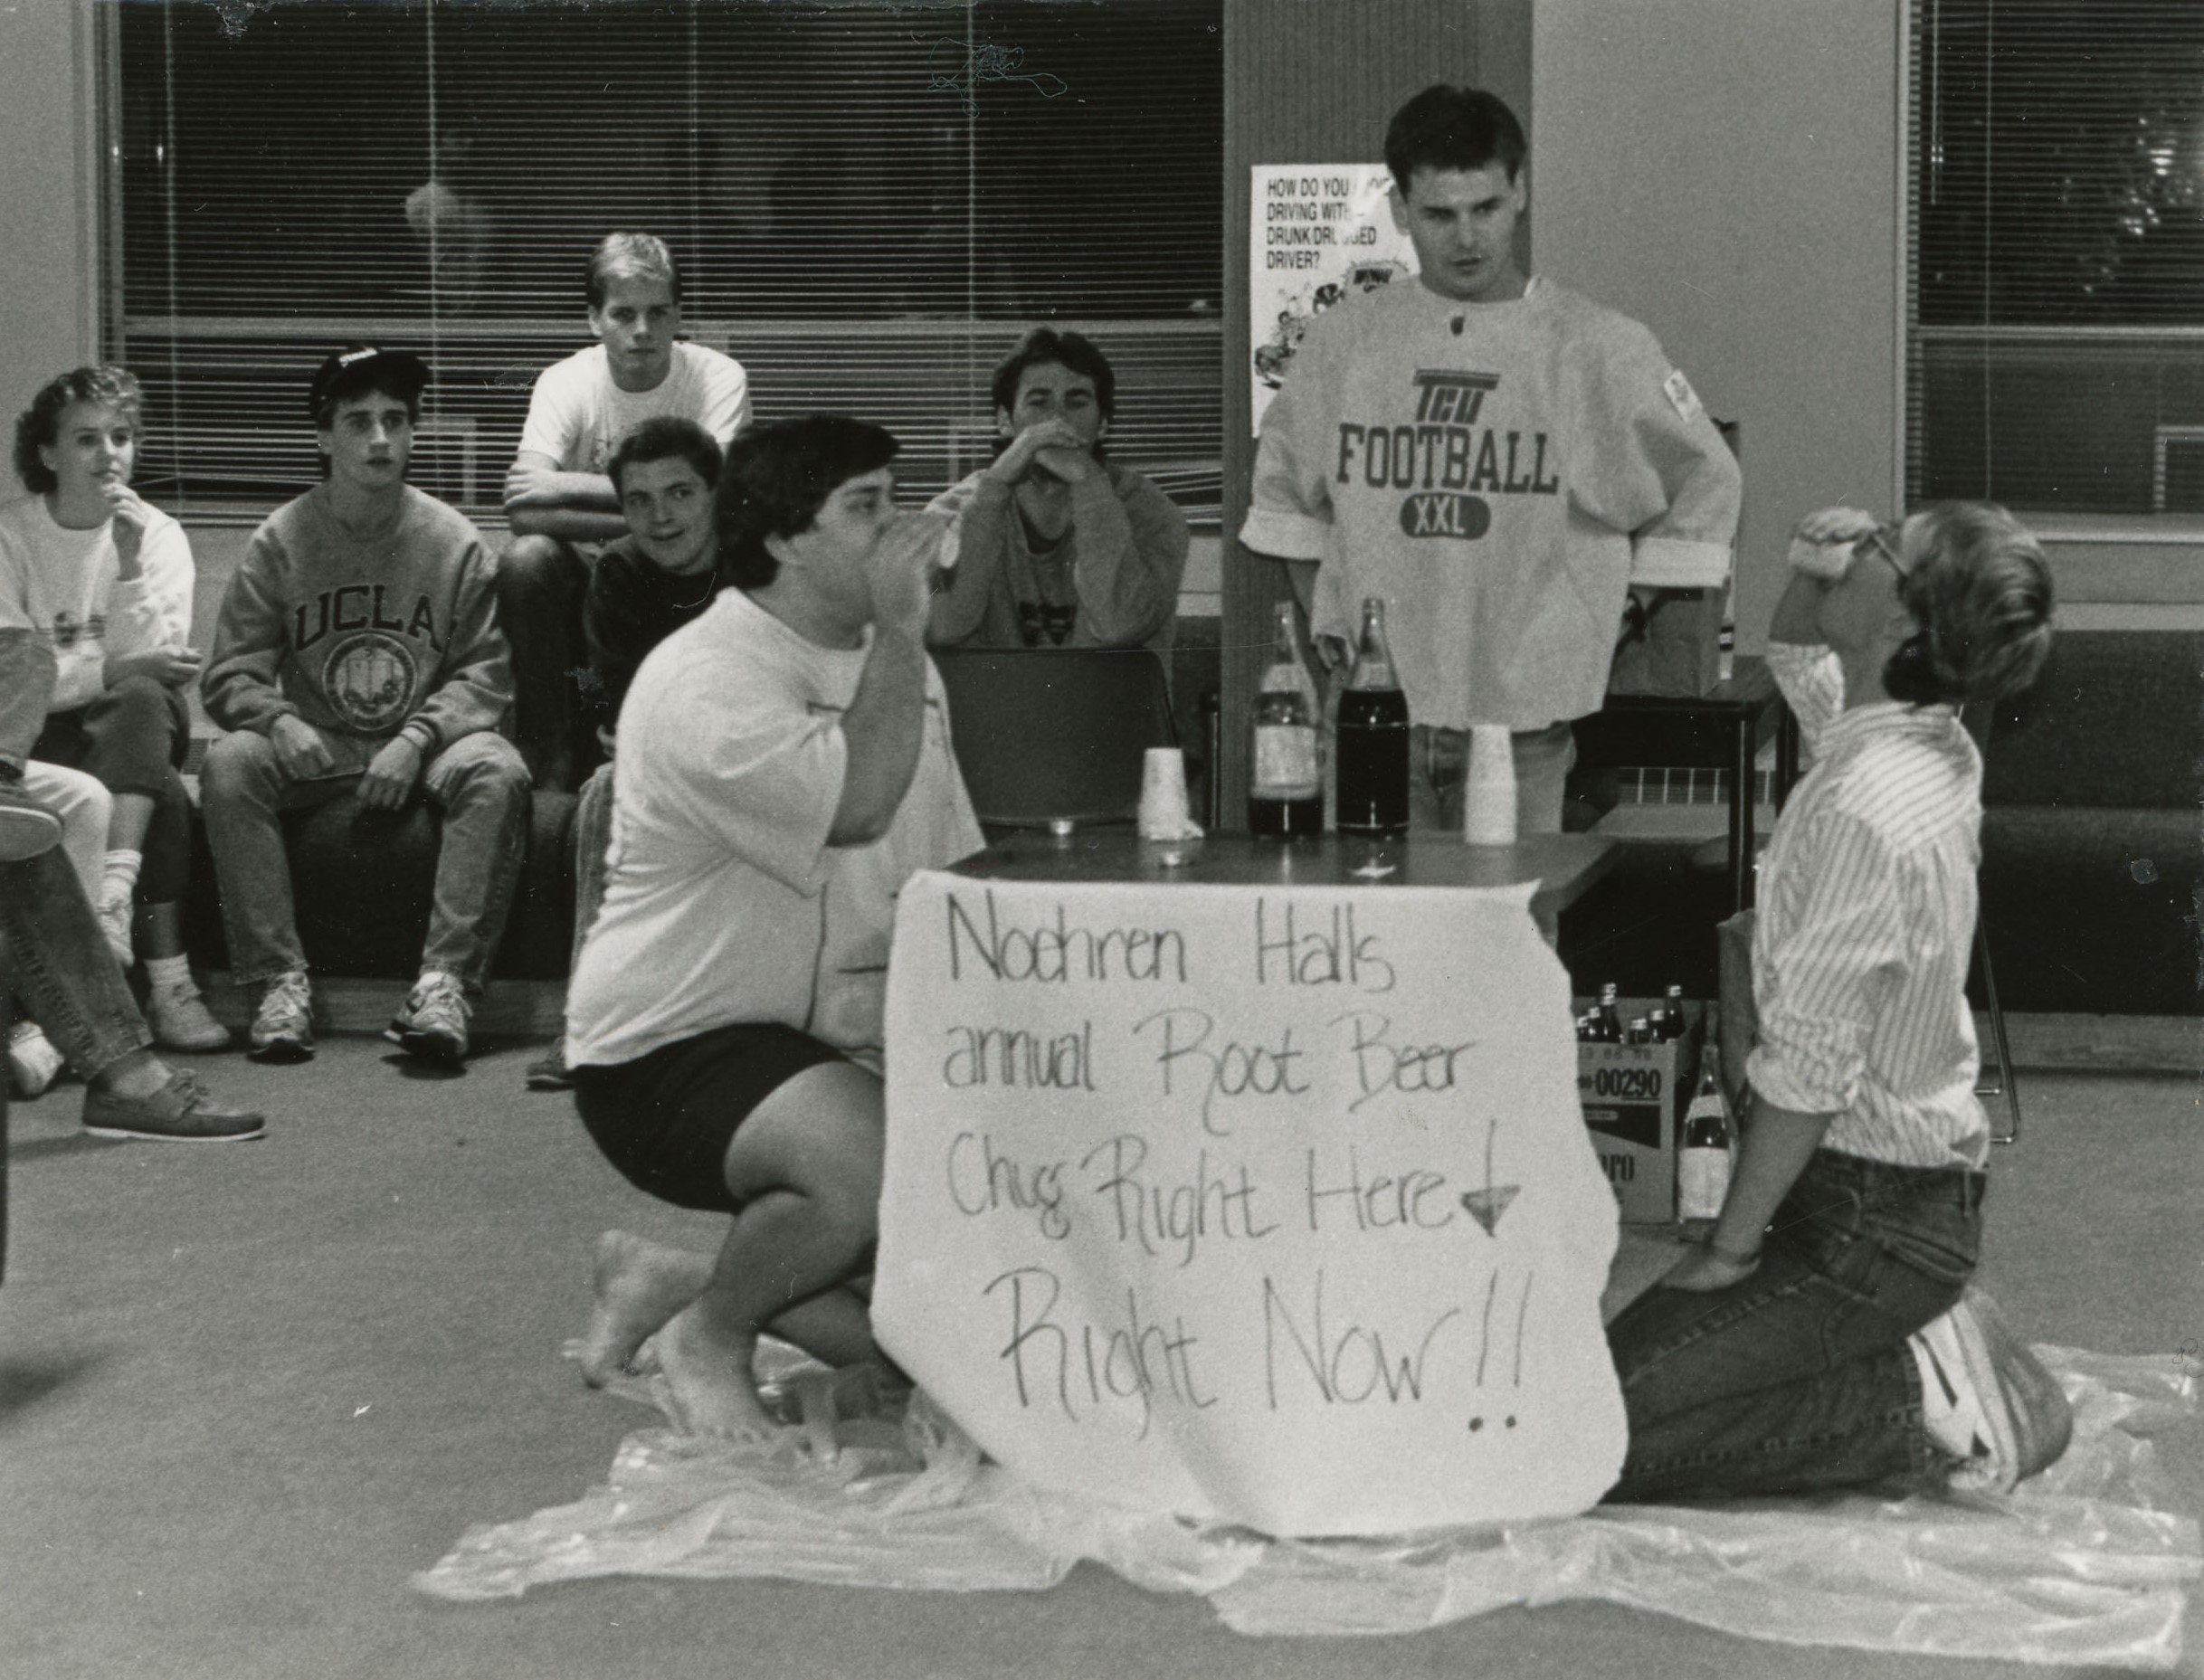 HOW DO YOU
DRIVING WITH
DRUNK/DRUGGED
DRIVER?
TCU
FOOTBALL
XXL
UCLA
Noehren Halls
annual Root Beer
Chug Right Here
Right Now!!
00290